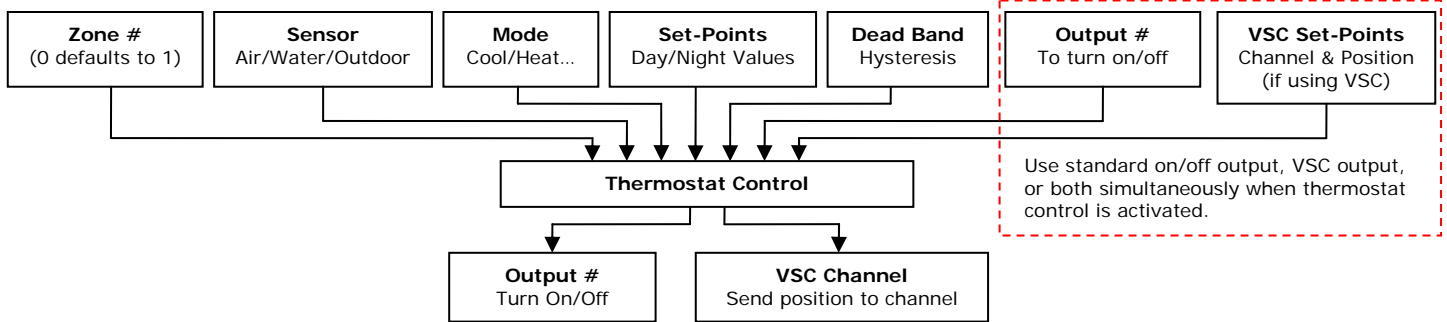 Zone #
(0 defaults to 1)
Sensor
Air/Water/Outdoor
Mode
Cool/Heat...
Set-Points
Day/Night Values
Dead Band
Hysteresis
Output #
To turn on/off
VSC Set-Points
Channel & Position
(if using VSC)
Use standard on/off output, VSC output,
or both simultaneously when thermostat
control is activated.
Thermostat Control
Output #
Turn On/Off
VSC Channel
Send position to channel